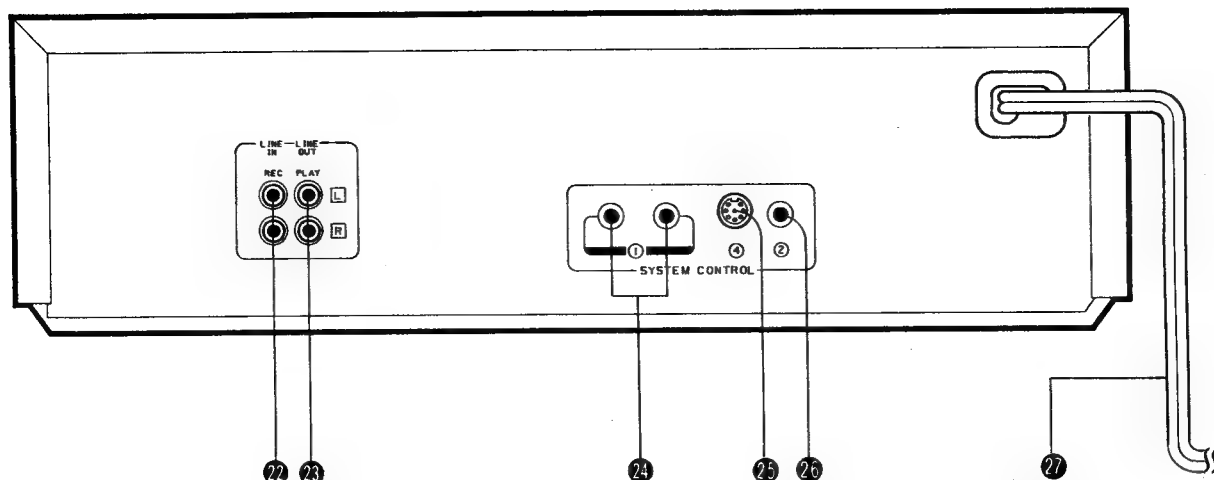 LINE LINE
IN OUT
REC PLAY
L
R
① ④ ②
SYSTEM CONTROL
22 23 24 25 26 27